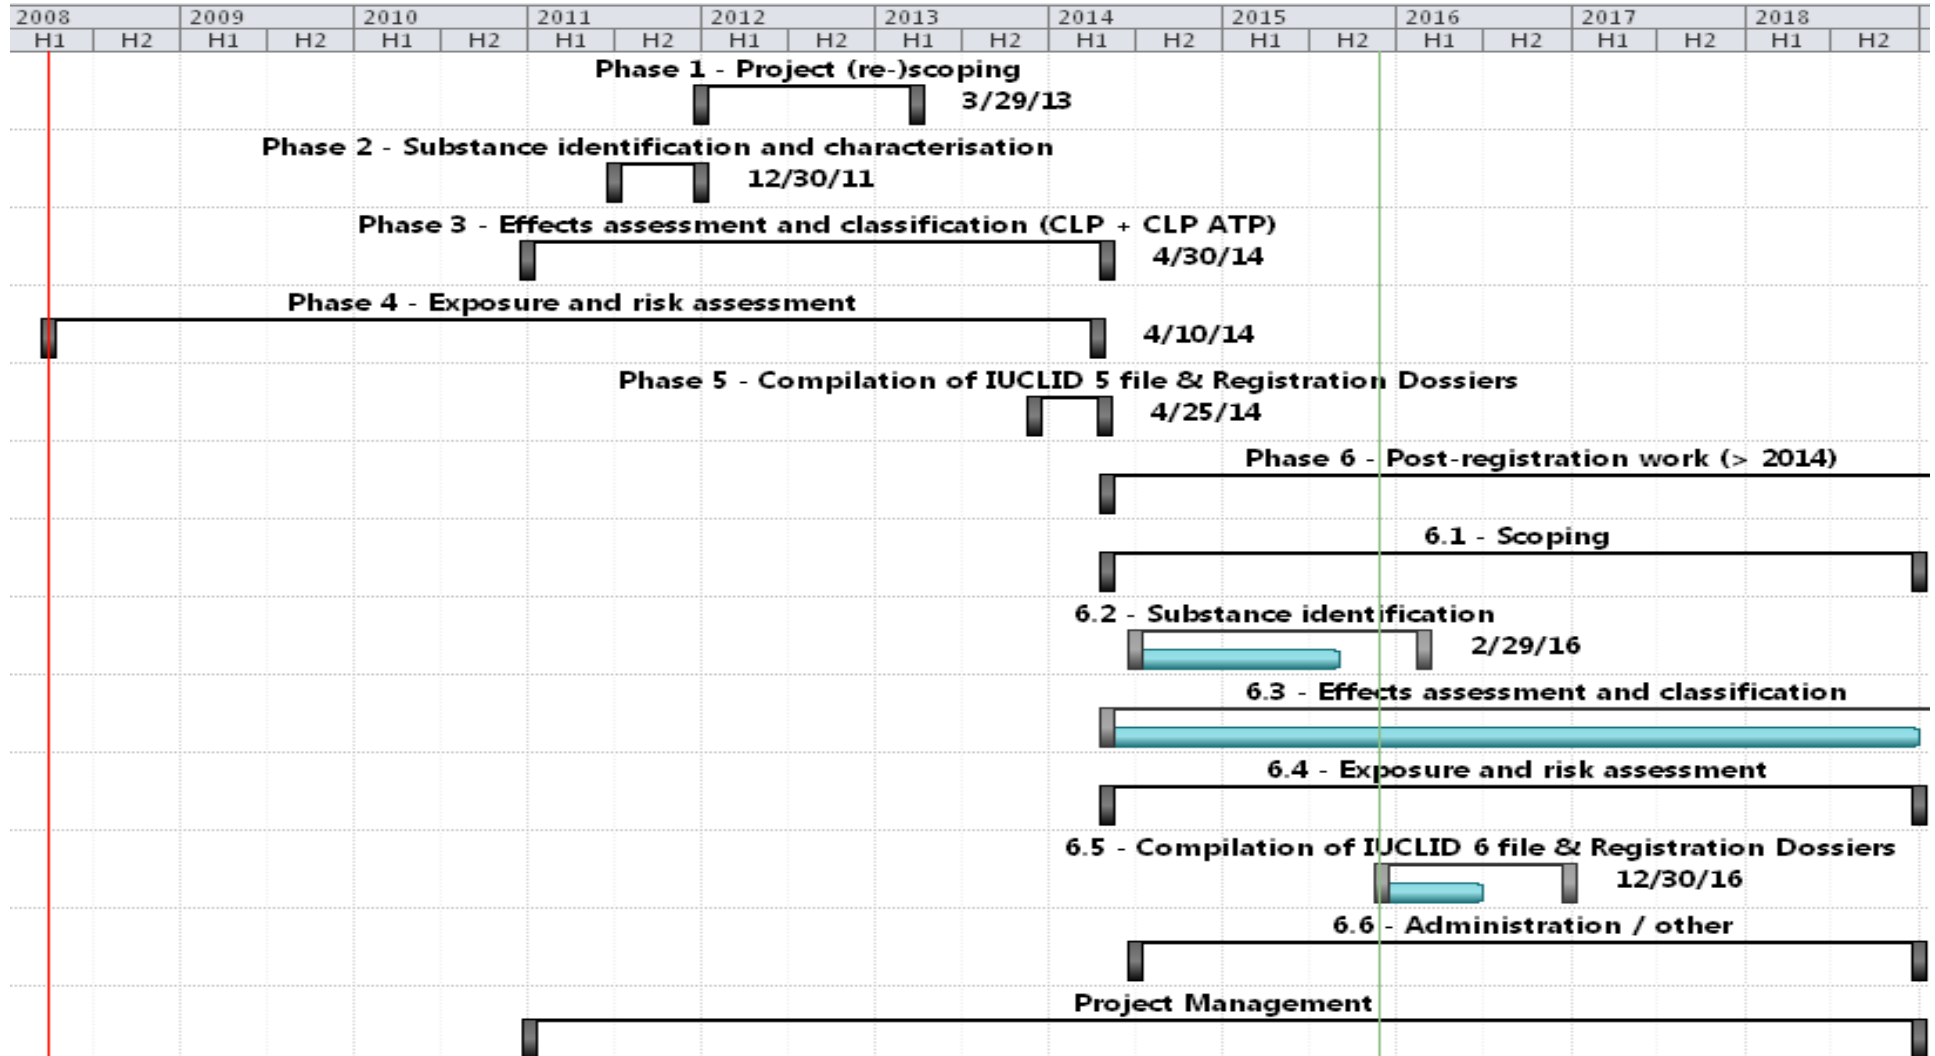 2008 2009 2010 2011 2012 2013 2014 2015 2016 2017 2018
H1 H2 H1 H2 H1 H2 H1 H2 H1 H2 H1 H2 H1 H2 H1 H2 H1 H2 H1 H2 H1 H2
Phase 1 - Project (re-)scoping
3/29/13
Phase 2 - Substance identification and characterisation
12/30/11
Phase 3 - Effects assessment and classification (CLP + CLP ATP)
4/30/14
Phase 4 - Exposure and risk assessment
4/10/14
Phase 5 - Compilation of IUCLID 5 file & Registration Dossiers
4/25/14
Phase 6 - Post-registration work (> 2014)
6.1 - Scoping
6.2 - Substance identification
2/29/16
6.3 - Effects assessment and classification
6.4 - Exposure and risk assessment
6.5 - Compilation of IUCLID 6 file & Registration Dossiers
12/30/16
6.6 - Administration / other
Project Management